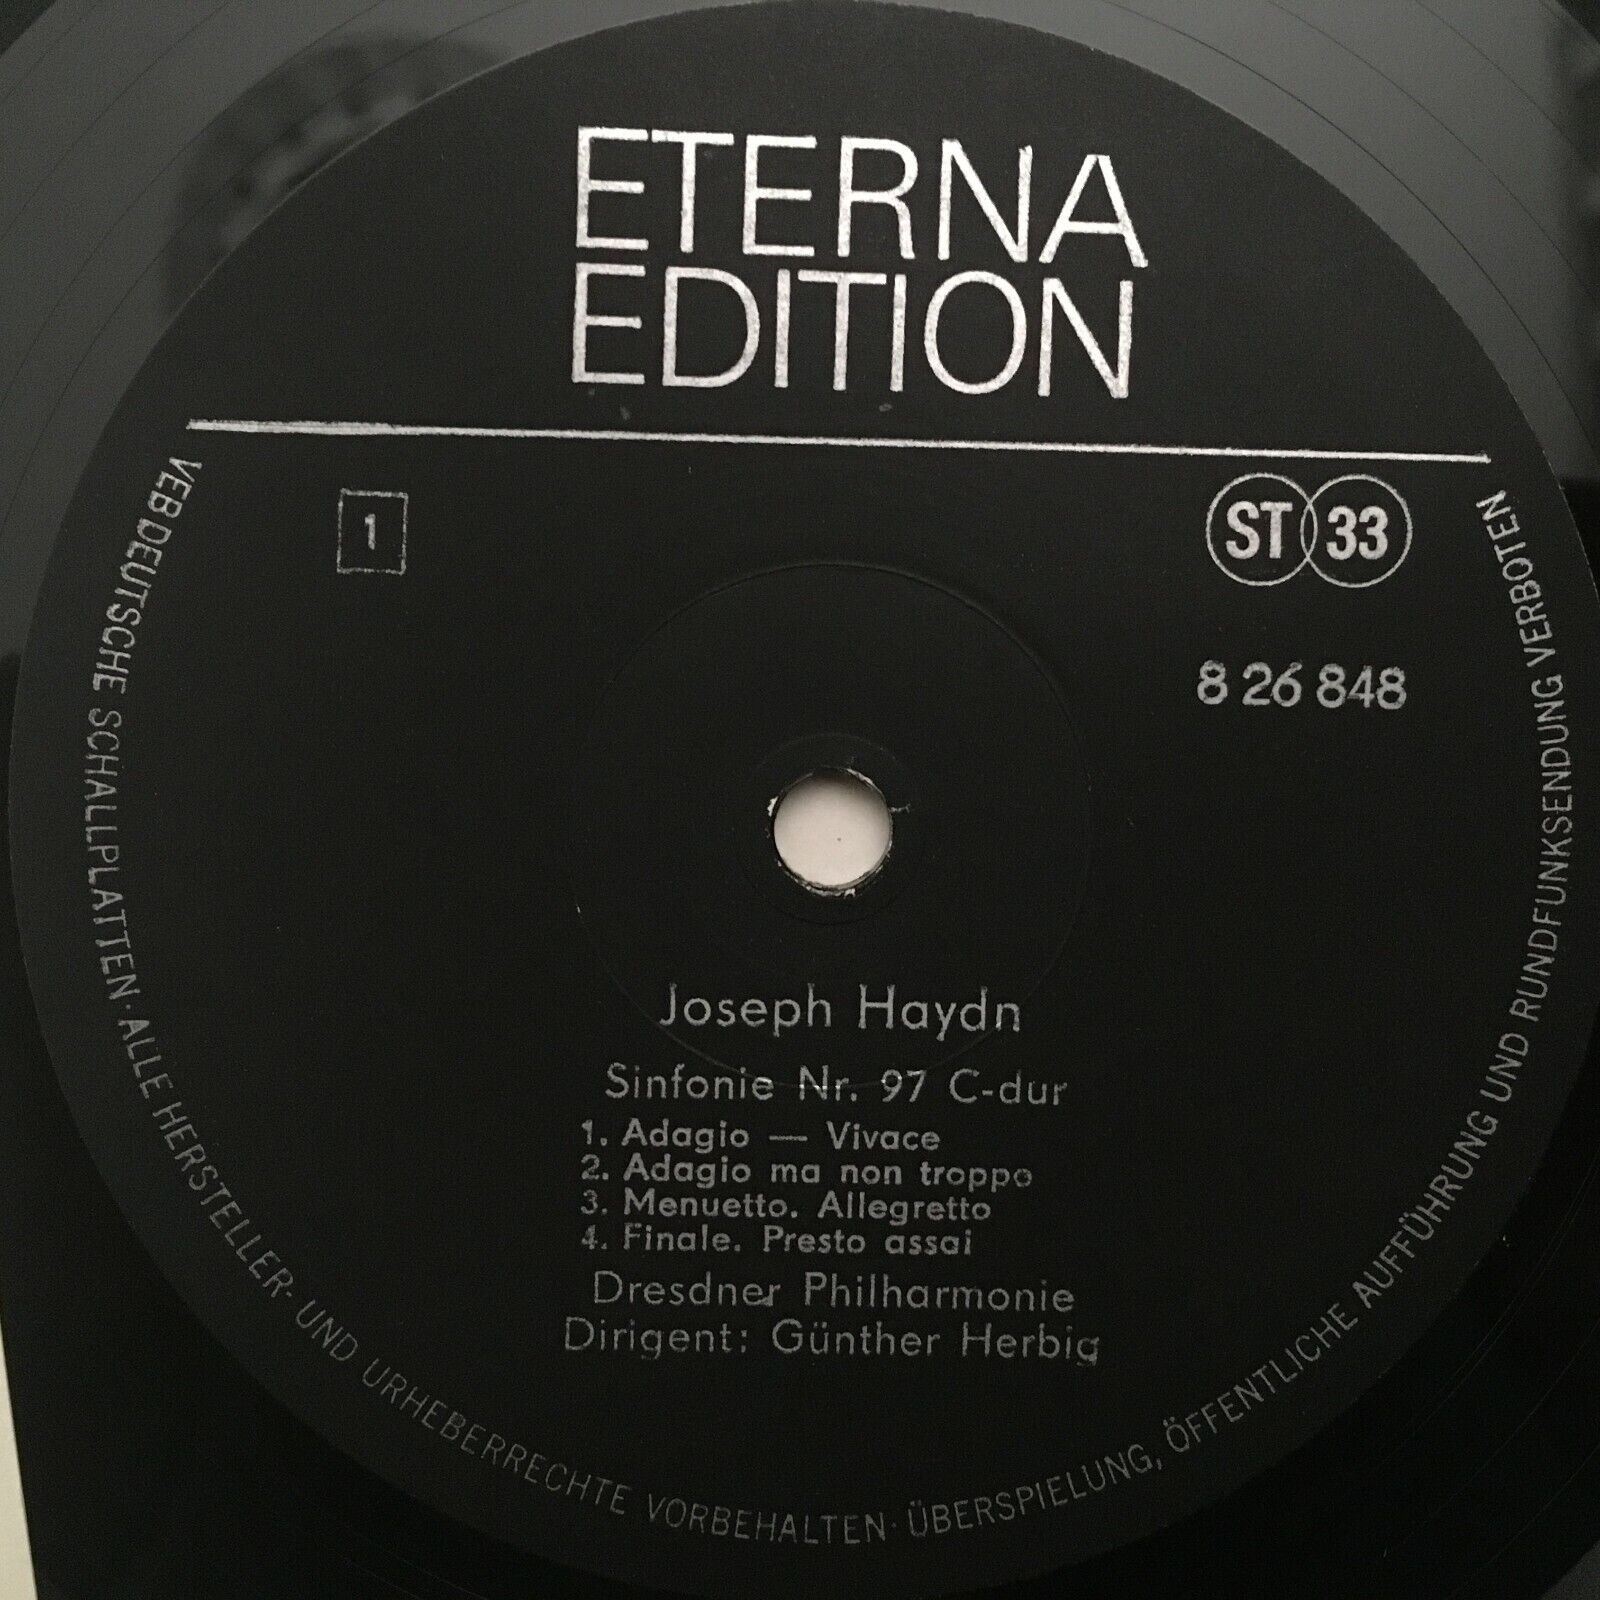 ETERNA
EDITION
1
ST 33
8 26 848
Joseph Haydn
Sinfonie Nr. 97 C-dur
1. Adagio — Vivace
2. Adagio ma non troppo
3. Menuetto. Allegretto
4. Finale. Presto assai
Dresdner Philharmonie
Dirigent: Günther Herbig
VEB DEUTSCHE SCHALLPLATTEN · ALLE HERSTELLER- UND URHEBERRECHTE VORBEHALTEN · ÜBERSPIELUNG, ÖFFENTLICHE AUFFÜHRUNG UND RUNDFUNKSENDUNG VERBOTEN